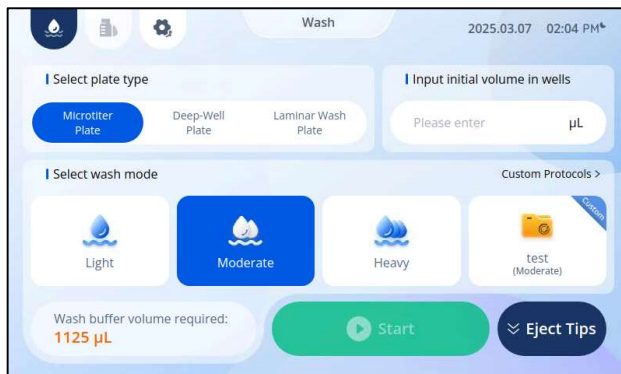 Wash
2025.03.07 02:04 PM
Select plate type
Microtiter
Plate
Deep-Well
Plate
Laminar Wash
Plate
Input initial volume in wells
Please enter
µL
Select wash mode
Custom Protocols >
Light
Moderate
Heavy
Custom
test
(Moderate)
Wash buffer volume required:
1125 µL
Start
Eject Tips